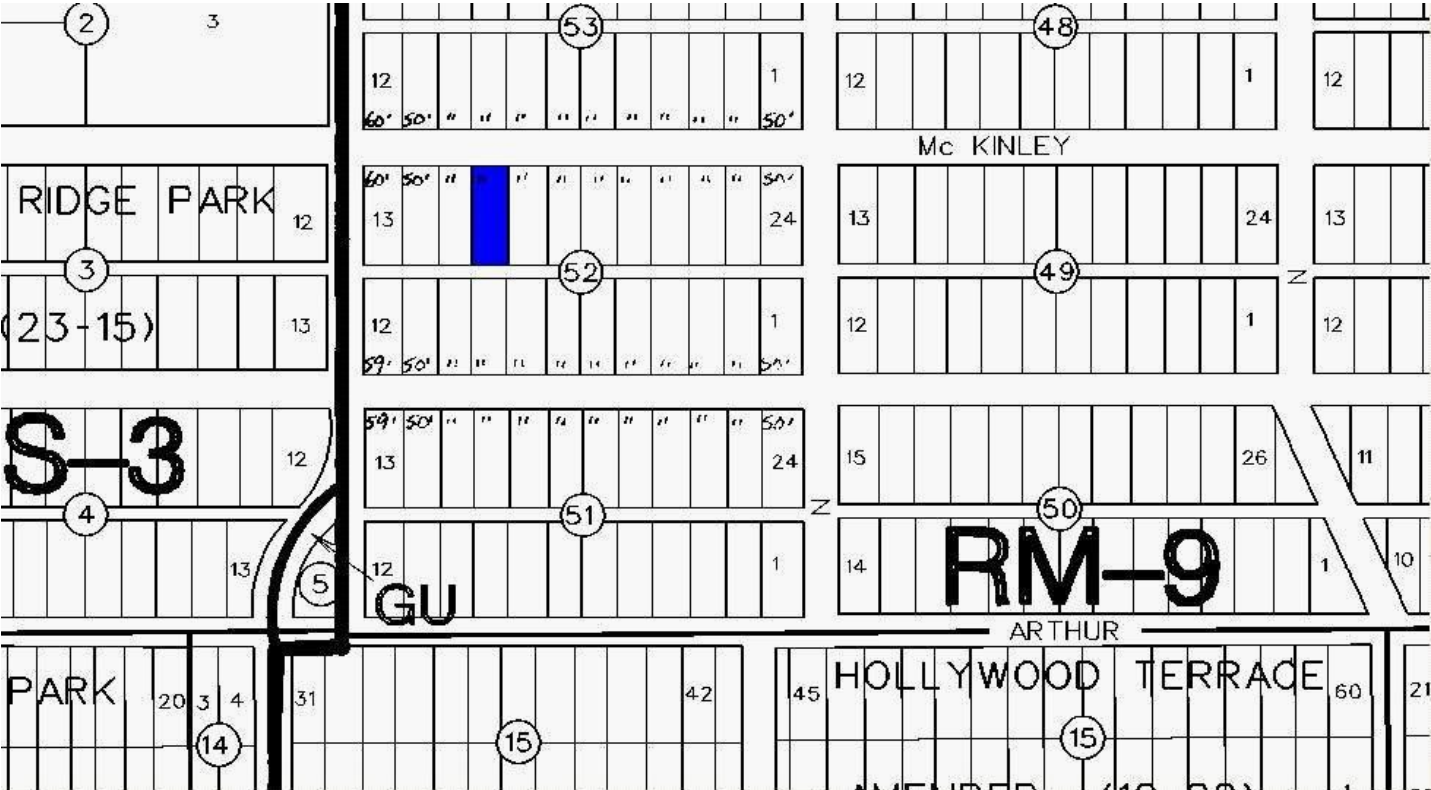 2 3 53 48
12 1 12 1 12
60' 50' " " " " " " " " " 50'
Mc KINLEY
60' 50' " " " " " " " " " 50'
RIDGE PARK 12 13 24 13 24 13
3 52 49 N
(23-15) 13 12 1 12 1 12
59' 50' " " " " " " " " " 50'
59' 50' " " " " " " " " " 50'
S-3 12 13 24 15 26 11
4 51 N 50
13 5 12 1 14 RM-9 1 10
GU
ARTHUR
PARK 20 3 4 31 42 45 HOLLYWOOD TERRACE 60 21
14 15 15